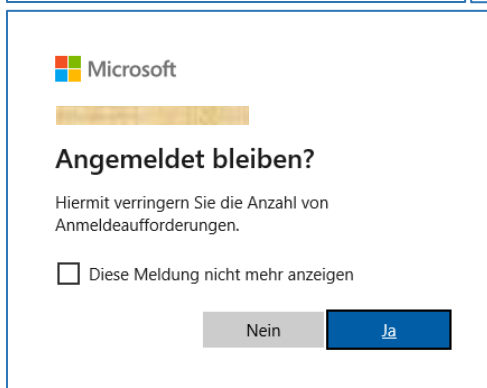 Microsoft
Angemeldet bleiben?
Hiermit verringern Sie die Anzahl von
Anmeldeaufforderungen.
Diese Meldung nicht mehr anzeigen
Nein
Ja